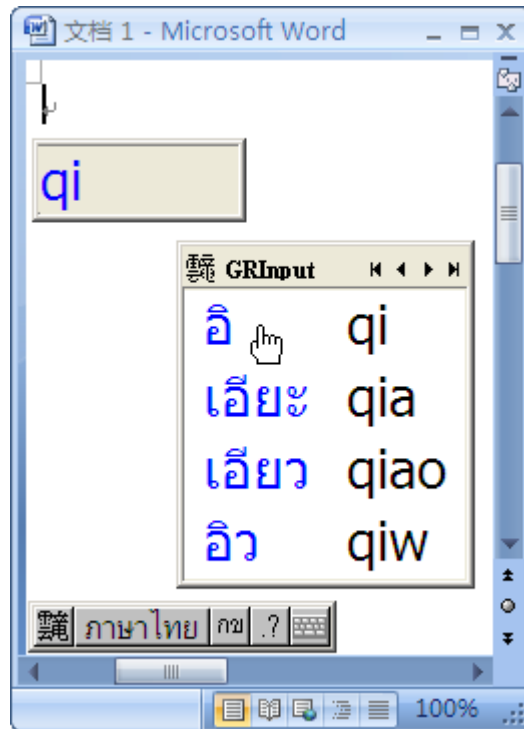 文档 1 - Microsoft Word
qi
GRInput
อิ qi
เอียะ qia
เอียว qiao
อิว qiw
ภาษาไทย กข .?
100%